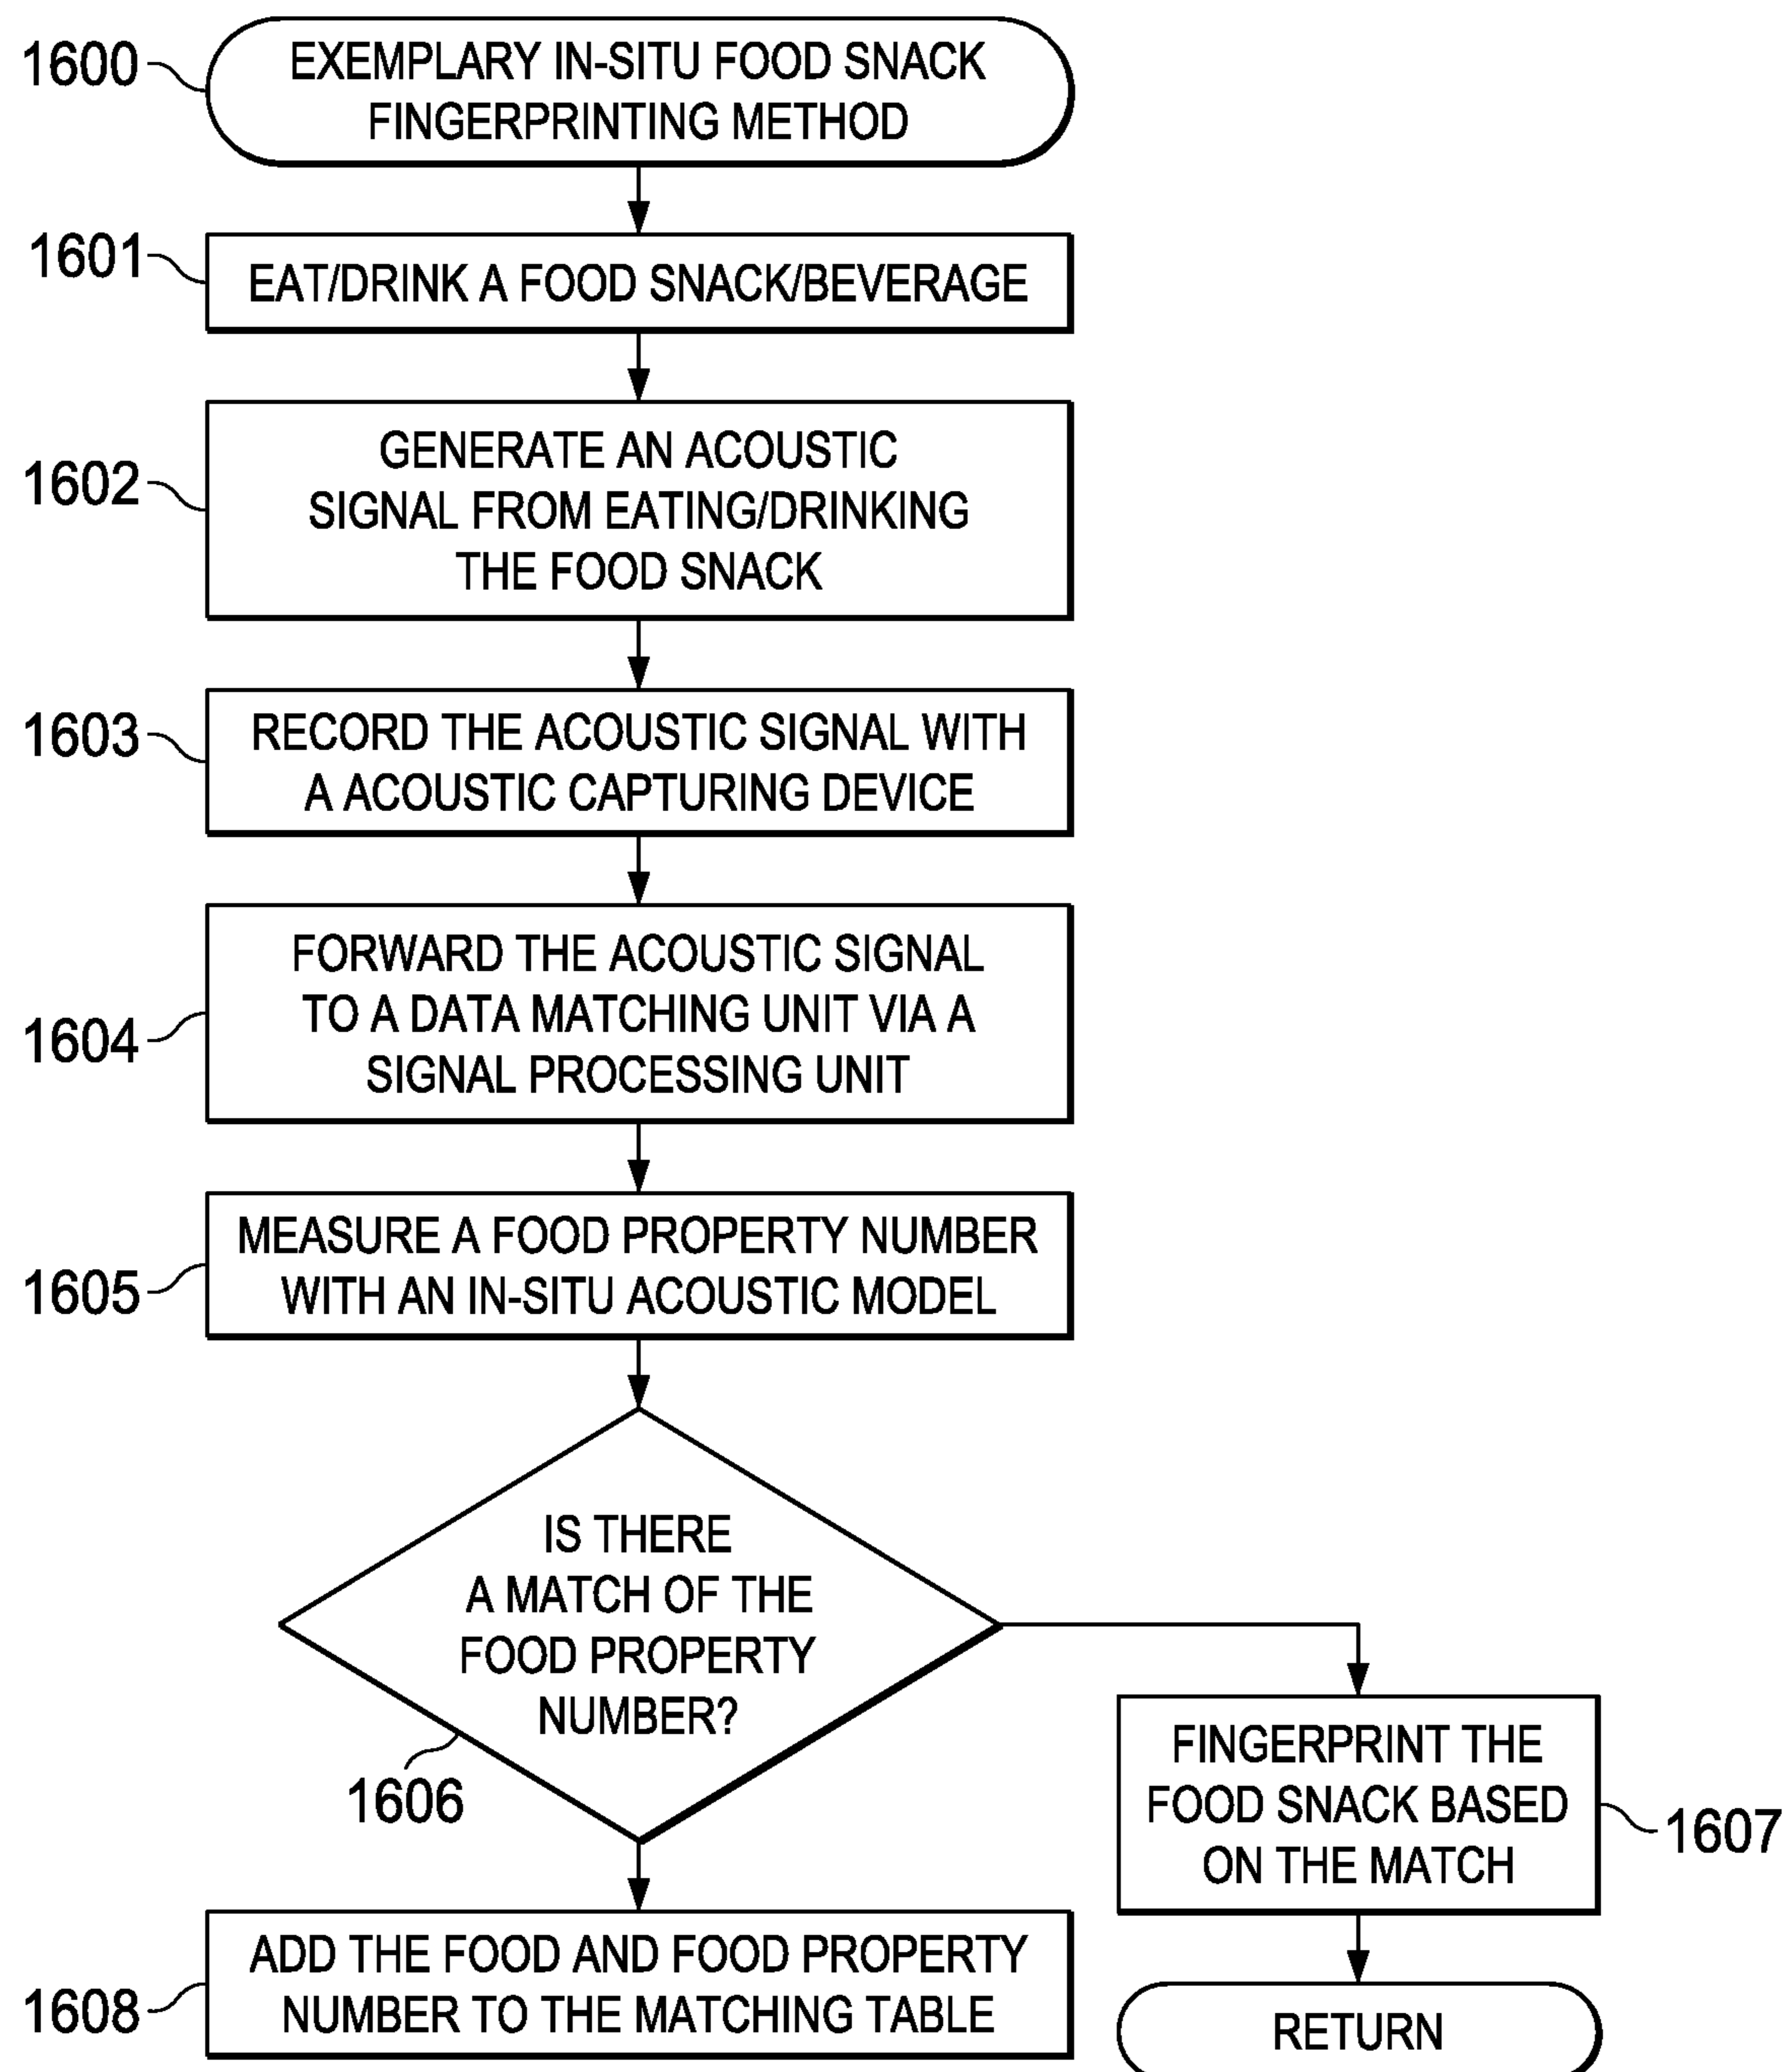 1600
EXEMPLARY IN-SITU FOOD SNACK
FINGERPRINTING METHOD
1601
EAT/DRINK A FOOD SNACK/BEVERAGE
1602
GENERATE AN ACOUSTIC
SIGNAL FROM EATING/DRINKING
THE FOOD SNACK
1603
RECORD THE ACOUSTIC SIGNAL WITH
A ACOUSTIC CAPTURING DEVICE
1604
FORWARD THE ACOUSTIC SIGNAL
TO A DATA MATCHING UNIT VIA A
SIGNAL PROCESSING UNIT
1605
MEASURE A FOOD PROPERTY NUMBER
WITH AN IN-SITU ACOUSTIC MODEL
IS THERE
A MATCH OF THE
FOOD PROPERTY
NUMBER?
1606
FINGERPRINT THE
FOOD SNACK BASED
ON THE MATCH
1607
1608
ADD THE FOOD AND FOOD PROPERTY
NUMBER TO THE MATCHING TABLE
RETURN